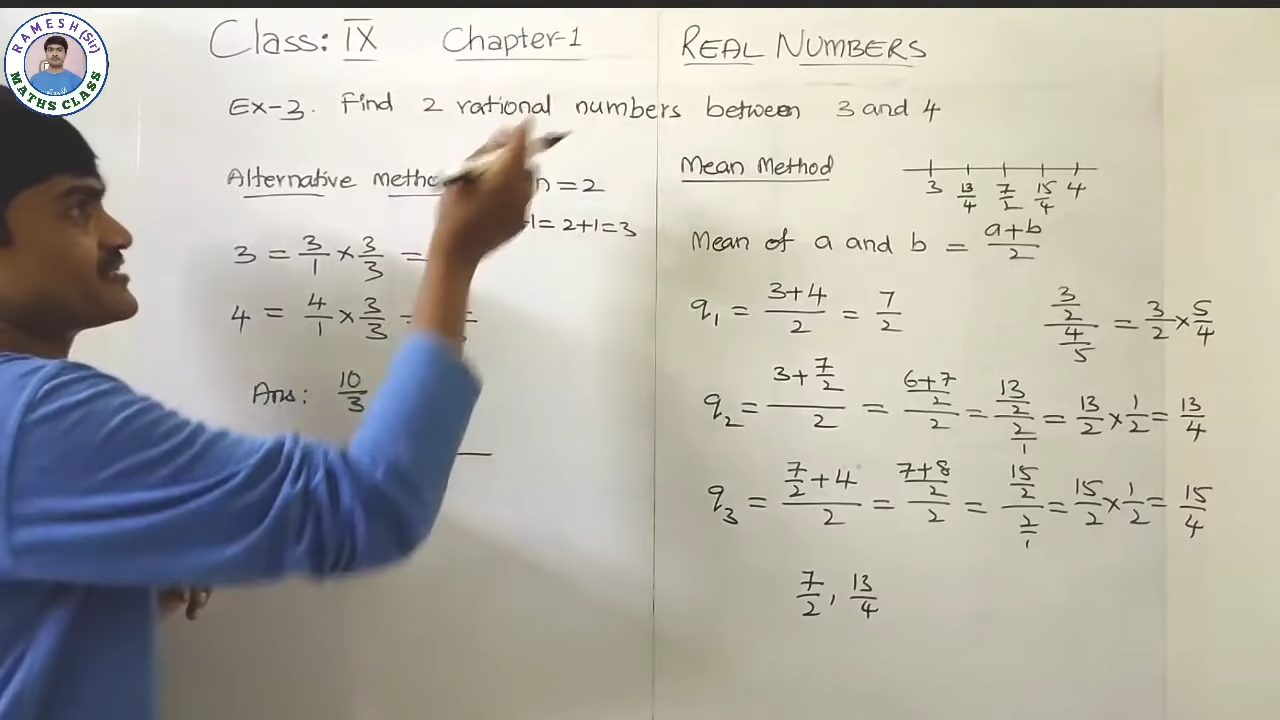 RAMESH (Sir)
MATHS CLASS
Class: IX Chapter-1 REAL NUMBERS
Ex-3. Find 2 rational numbers between 3 and 4
Alternative n = 2
1 = 2+1 = 3
3 = 3/1 × 3/3 =
4 = 4/1 × 3/3 =
Ans: 10/3
Mean Method
3 13/4 7/2 15/4 4
Mean of a and b = (a+b)/2
q₁ = (3+4)/2 = 7/2
(3/2)/(4/5) = 3/2 × 5/4
q₂ = (3+7/2)/2 = ((6+7)/2)/2 = (13/2)/(2/1) = 13/2 × 1/2 = 13/4
q₃ = (7/2+4)/2 = ((7+8)/2)/2 = (15/2)/(2/1) = 15/2 × 1/2 = 15/4
7/2, 13/4